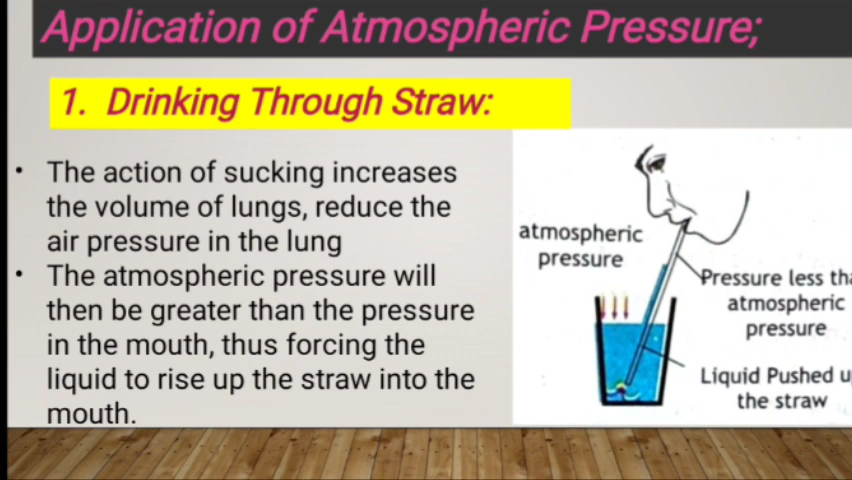 Application of Atmospheric Pressure;
1. Drinking Through Straw:
• The action of sucking increases
the volume of lungs, reduce the
air pressure in the lung
• The atmospheric pressure will
then be greater than the pressure
in the mouth, thus forcing the
liquid to rise up the straw into the
mouth.
atmospheric
pressure
Pressure less tha
atmospheric
pressure
Liquid Pushed u
the straw